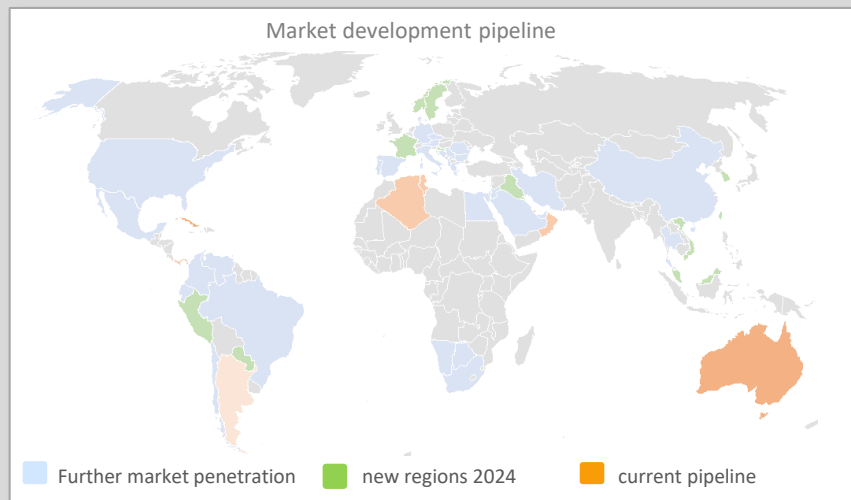 Market development pipeline
Further market penetration
new regions 2024
current pipeline